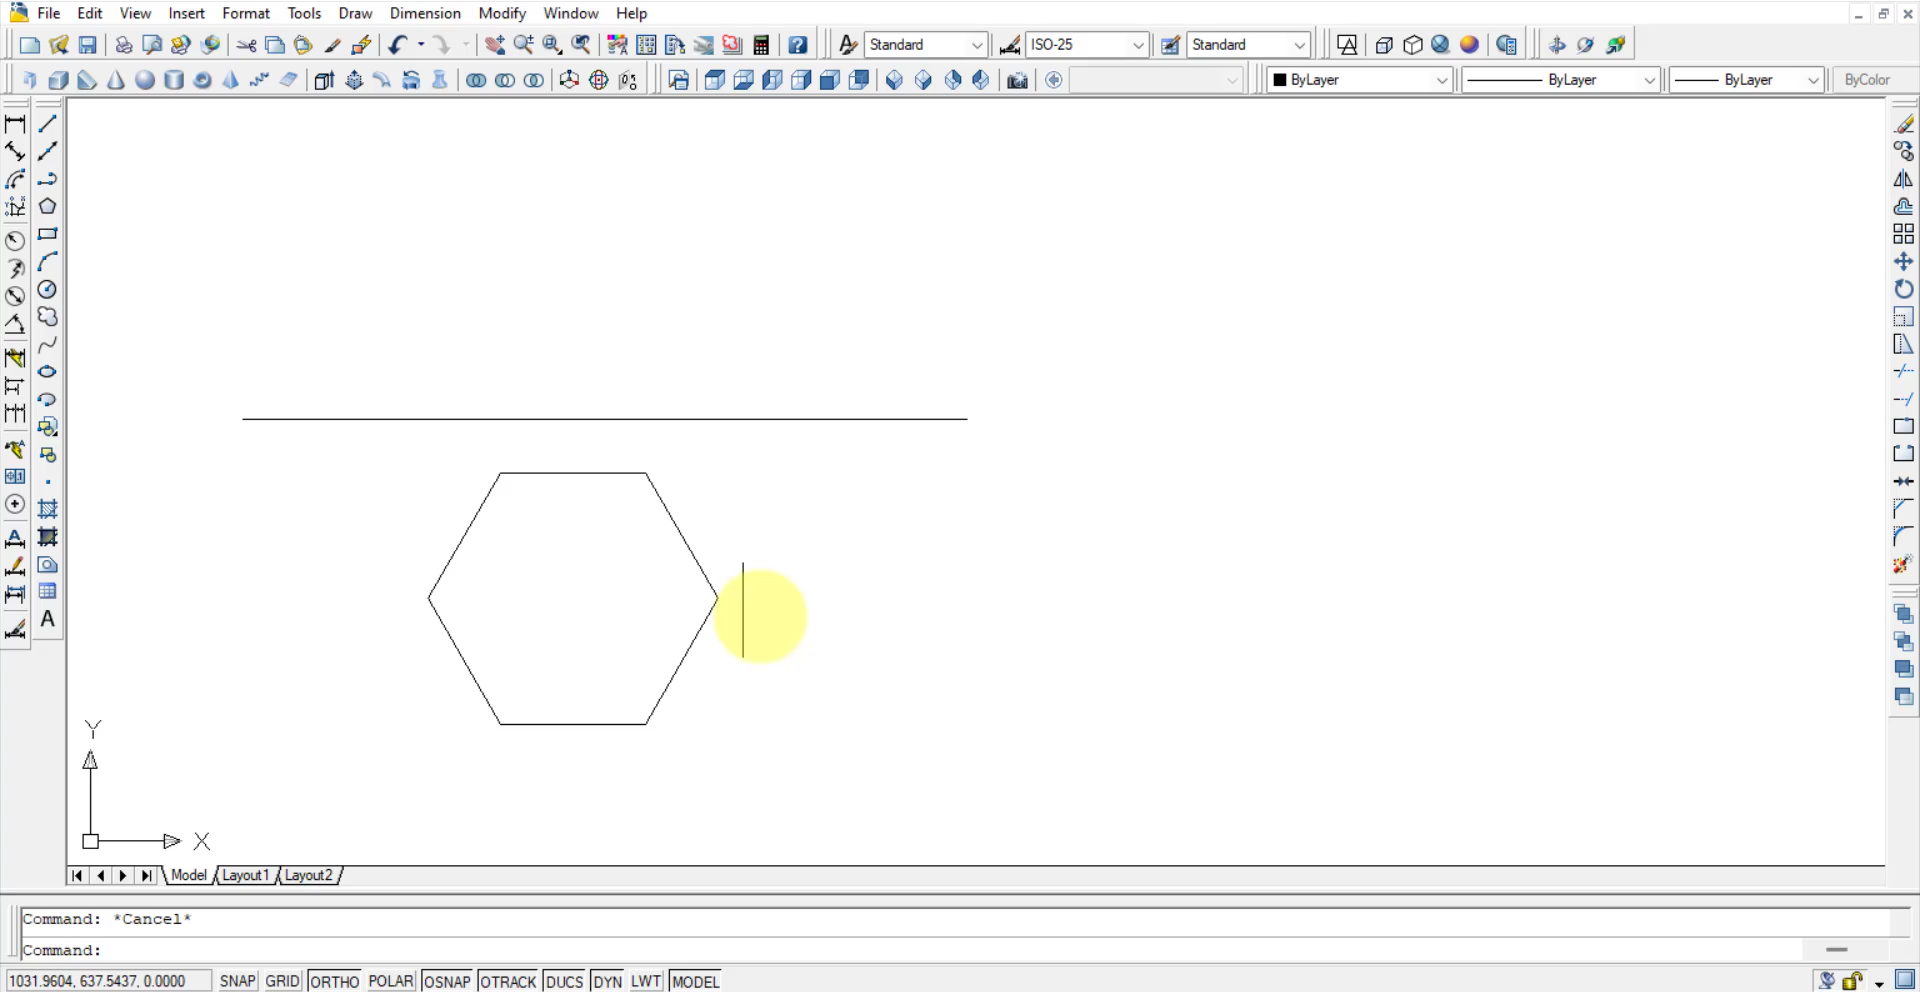 File Edit View Insert Format Tools Draw Dimension Modify Window Help
Standard ISO-25 Standard
ByLayer ByLayer ByLayer ByColor
A
Y
X
Model Layout1 Layout2
Command: *Cancel*
Command:
1031.9604, 637.5437, 0.0000 SNAP GRID ORTHO POLAR OSNAP OTRACK DUCS DYN LWT MODEL